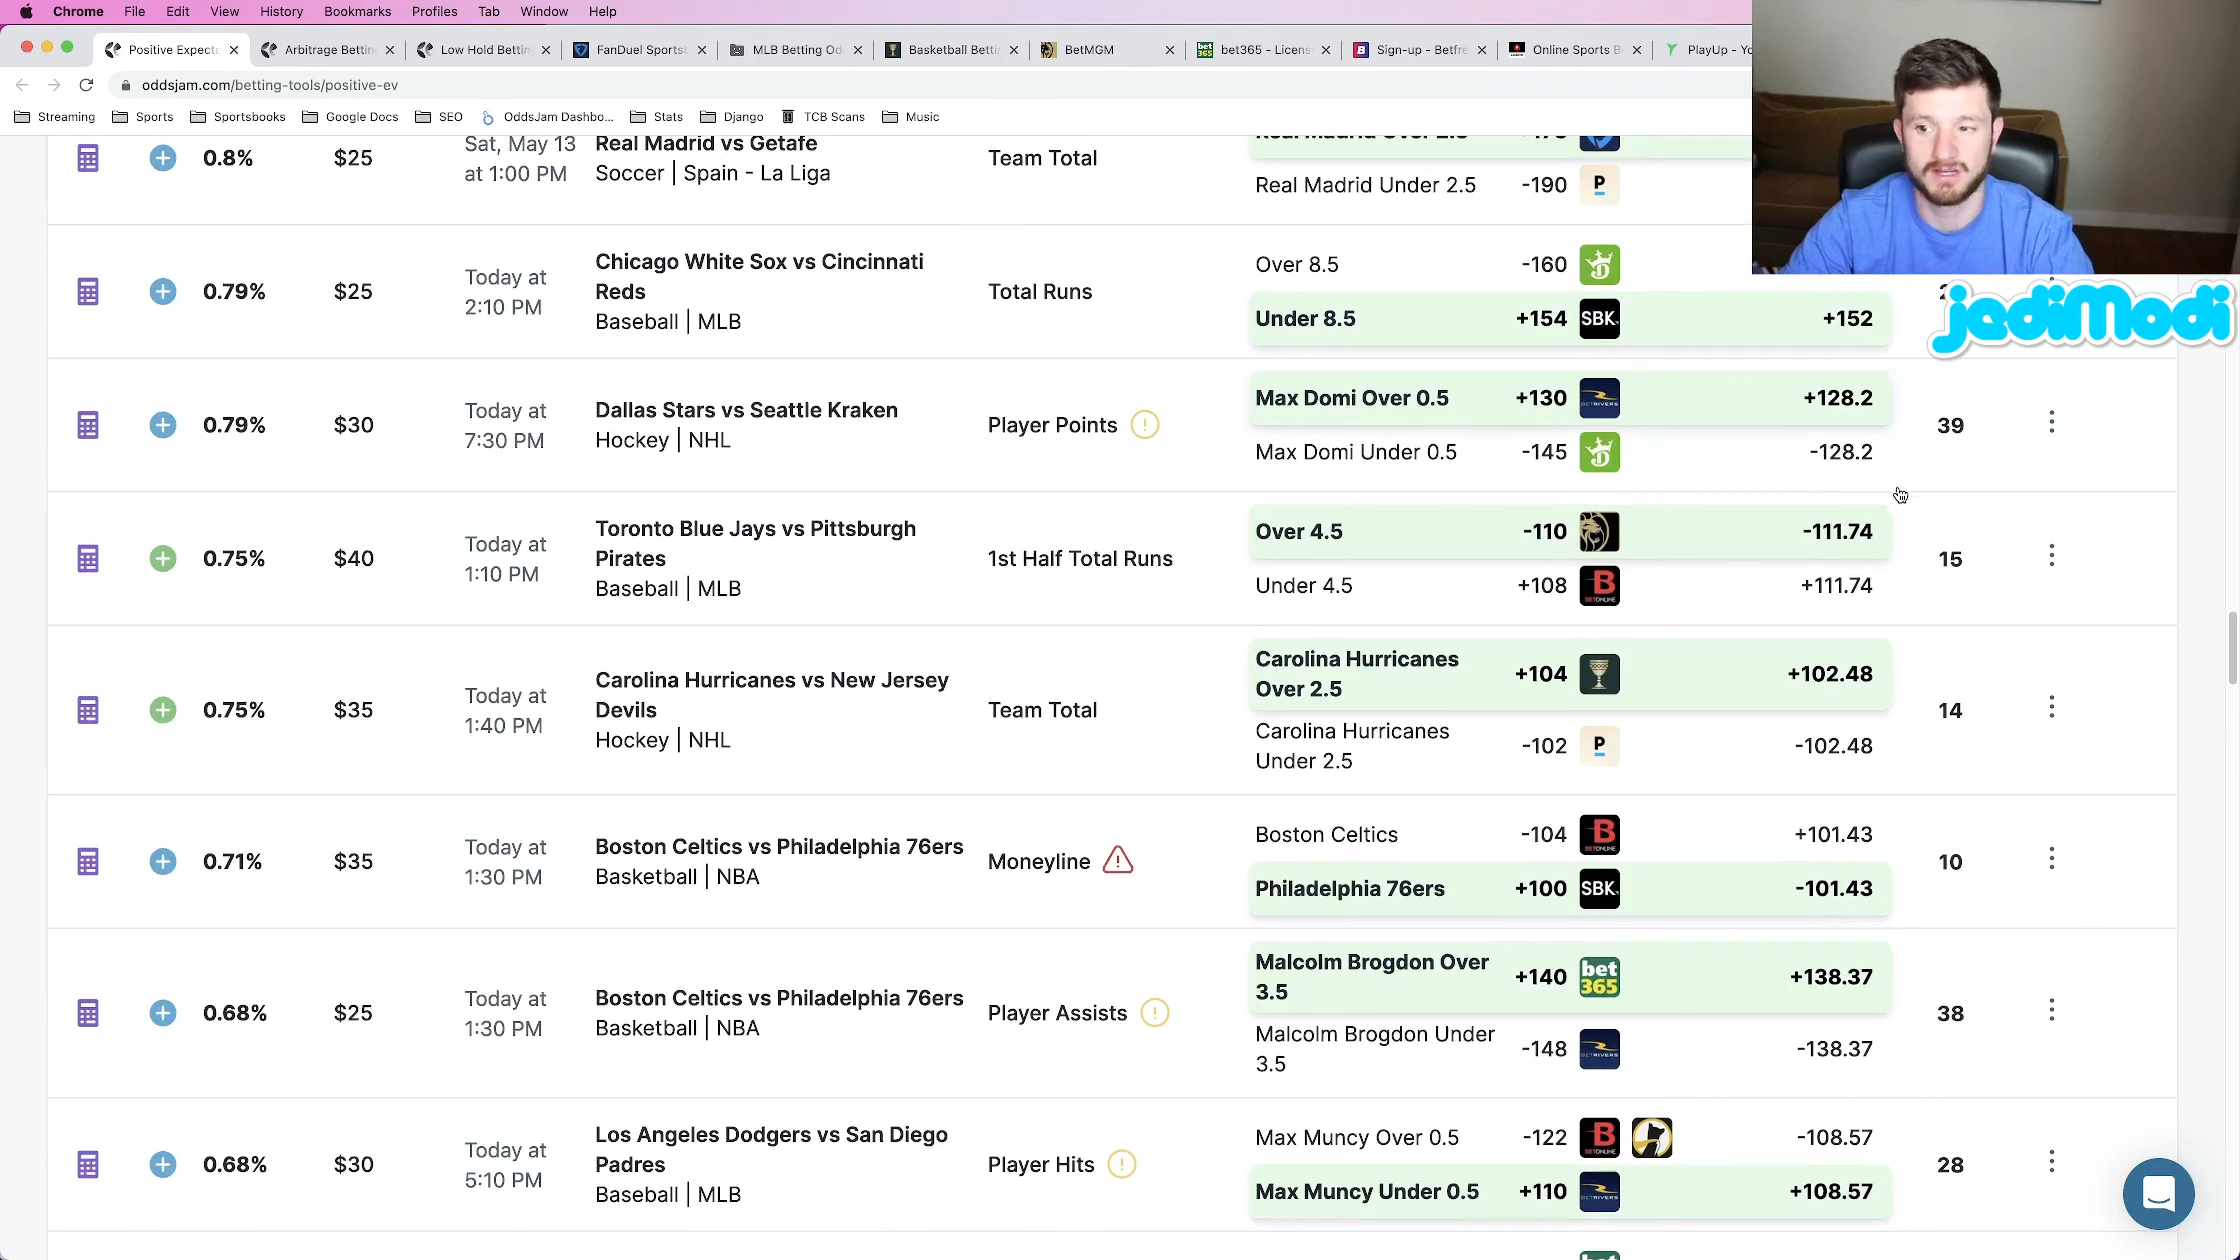 Chrome File Edit View History Bookmarks Profiles Tab Window Help
Positive Expecte Arbitrage Bettin Low Hold Bettin FanDuel Sportsb MLB Betting Od Basketball Betti BetMGM bet365 - Licens Sign-up - Betfre Online Sports B PlayUp - Yo
oddsjam.com/betting-tools/positive-ev
Streaming Sports Sportsbooks Google Docs SEO OddsJam Dashbo... Stats Django TCB Scans Music
0.8% $25 Sat, May 13 at 1:00 PM
Real Madrid vs Getafe
Soccer | Spain - La Liga
Team Total
Real Madrid Under 2.5 -190 P
0.79% $25 Today at 2:10 PM
Chicago White Sox vs Cincinnati
Reds
Baseball | MLB
Total Runs
Over 8.5 -160
Under 8.5 +154 SBK +152
jediModi
0.79% $30 Today at 7:30 PM
Dallas Stars vs Seattle Kraken
Hockey | NHL
Player Points
Max Domi Over 0.5 +130 BETRIVERS +128.2
Max Domi Under 0.5 -145 -128.2
39
0.75% $40 Today at 1:10 PM
Toronto Blue Jays vs Pittsburgh
Pirates
Baseball | MLB
1st Half Total Runs
Over 4.5 -110 -111.74
Under 4.5 +108 B BETONLINE +111.74
15
0.75% $35 Today at 1:40 PM
Carolina Hurricanes vs New Jersey
Devils
Hockey | NHL
Team Total
Carolina Hurricanes
Over 2.5 +104 +102.48
Carolina Hurricanes
Under 2.5 -102 P -102.48
14
0.71% $35 Today at 1:30 PM
Boston Celtics vs Philadelphia 76ers
Basketball | NBA
Moneyline
Boston Celtics -104 B BETONLINE +101.43
Philadelphia 76ers +100 SBK -101.43
10
0.68% $25 Today at 1:30 PM
Boston Celtics vs Philadelphia 76ers
Basketball | NBA
Player Assists
Malcolm Brogdon Over
3.5 +140 bet365 +138.37
Malcolm Brogdon Under
3.5 -148 BETRIVERS -138.37
38
0.68% $30 Today at 5:10 PM
Los Angeles Dodgers vs San Diego
Padres
Baseball | MLB
Player Hits
Max Muncy Over 0.5 -122 B BETONLINE -108.57
Max Muncy Under 0.5 +110 BETRIVERS +108.57
28